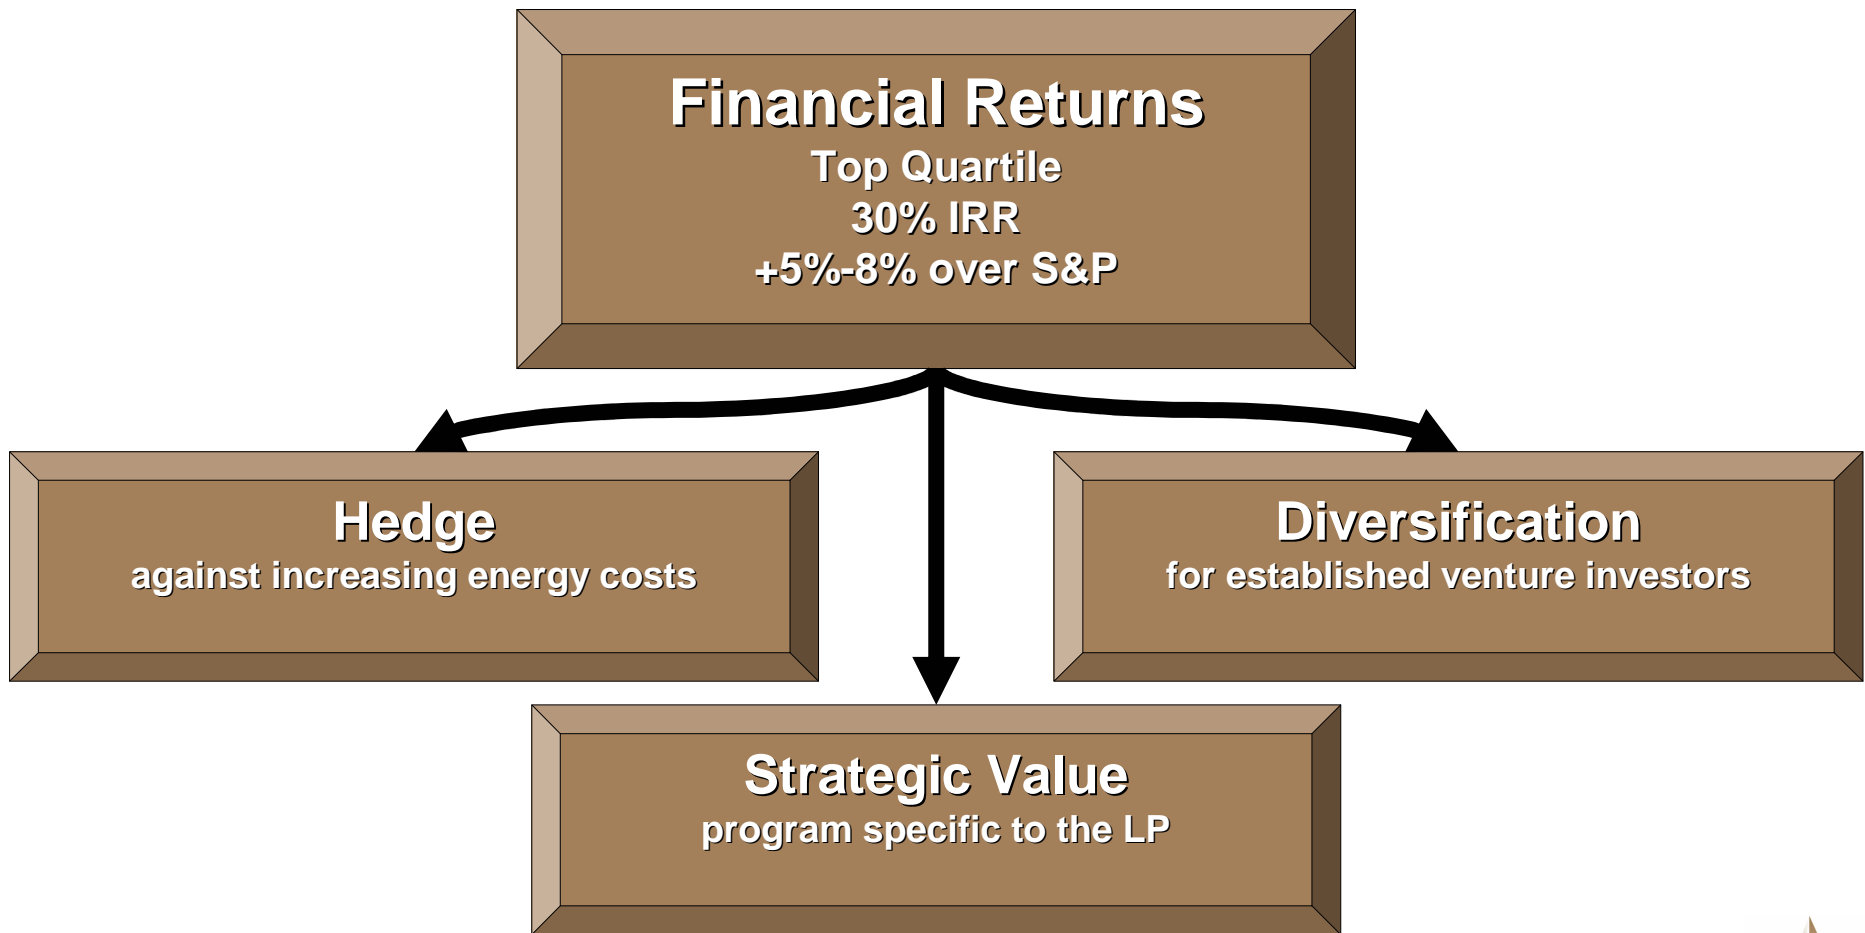 Financial Returns
Top Quartile
30% IRR
+5%-8% over S&P
Hedge
against increasing energy costs
Diversification
for established venture investors
Strategic Value
program specific to the LP